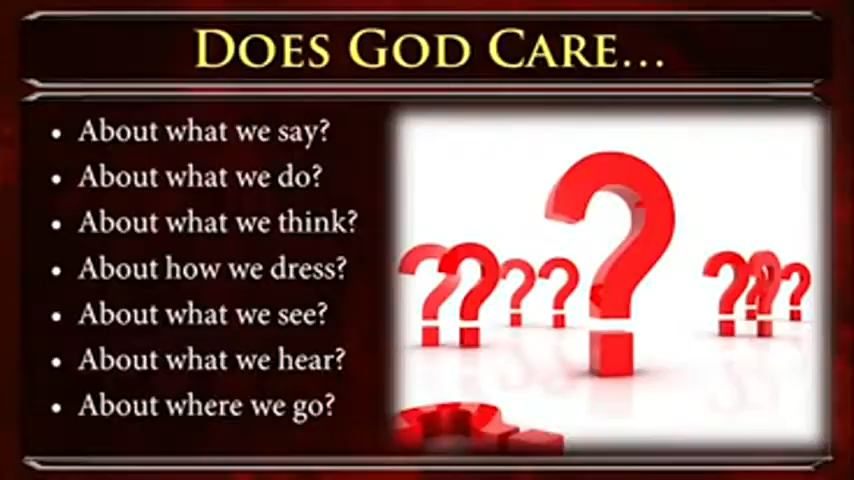 DOES GOD CARE...
• About what we say?
• About what we do?
• About what we think?
• About how we dress?
• About what we see?
• About what we hear?
• About where we go?